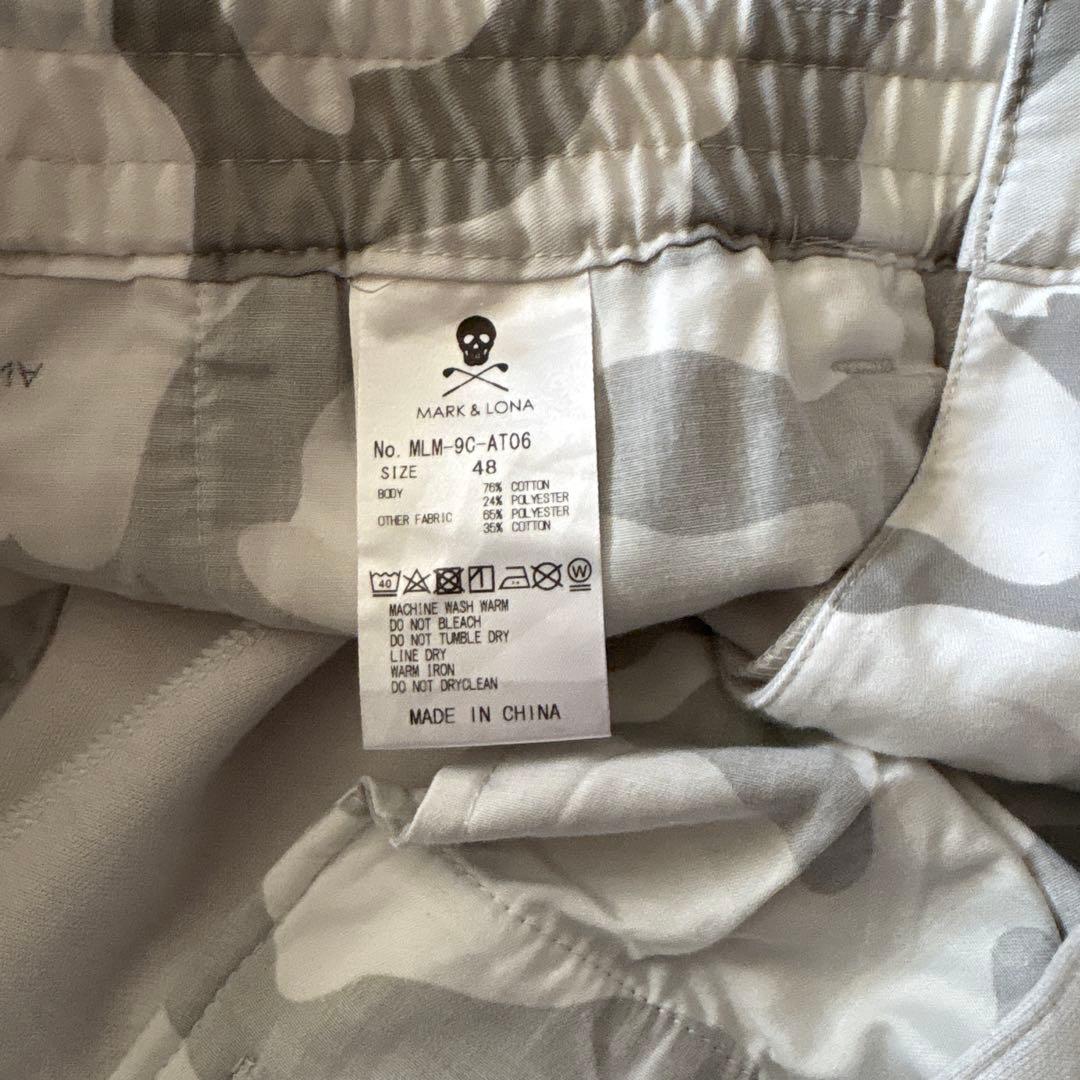 MARK & LONA
No. MLM-9C-AT06
SIZE 48
BODY 76% COTTON
24% POLYESTER
OTHER FABRIC 65% POLYESTER
35% COTTON
40 W
MACHINE WASH WARM
DO NOT BLEACH
DO NOT TUMBLE DRY
LINE DRY
WARM IRON
DO NOT DRYCLEAN
MADE IN CHINA